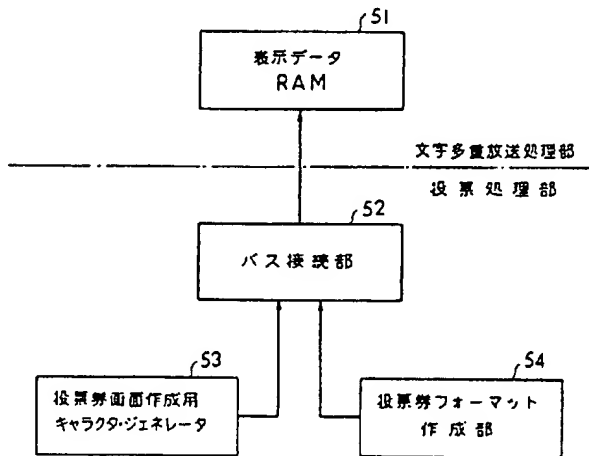 51
表示データ
RAM
文字多重放送処理部
投票処理部
52
バス接続部
53
投票券画面作成用
キャラクタ・ジェネレータ
54
投票券フォーマット
作成部